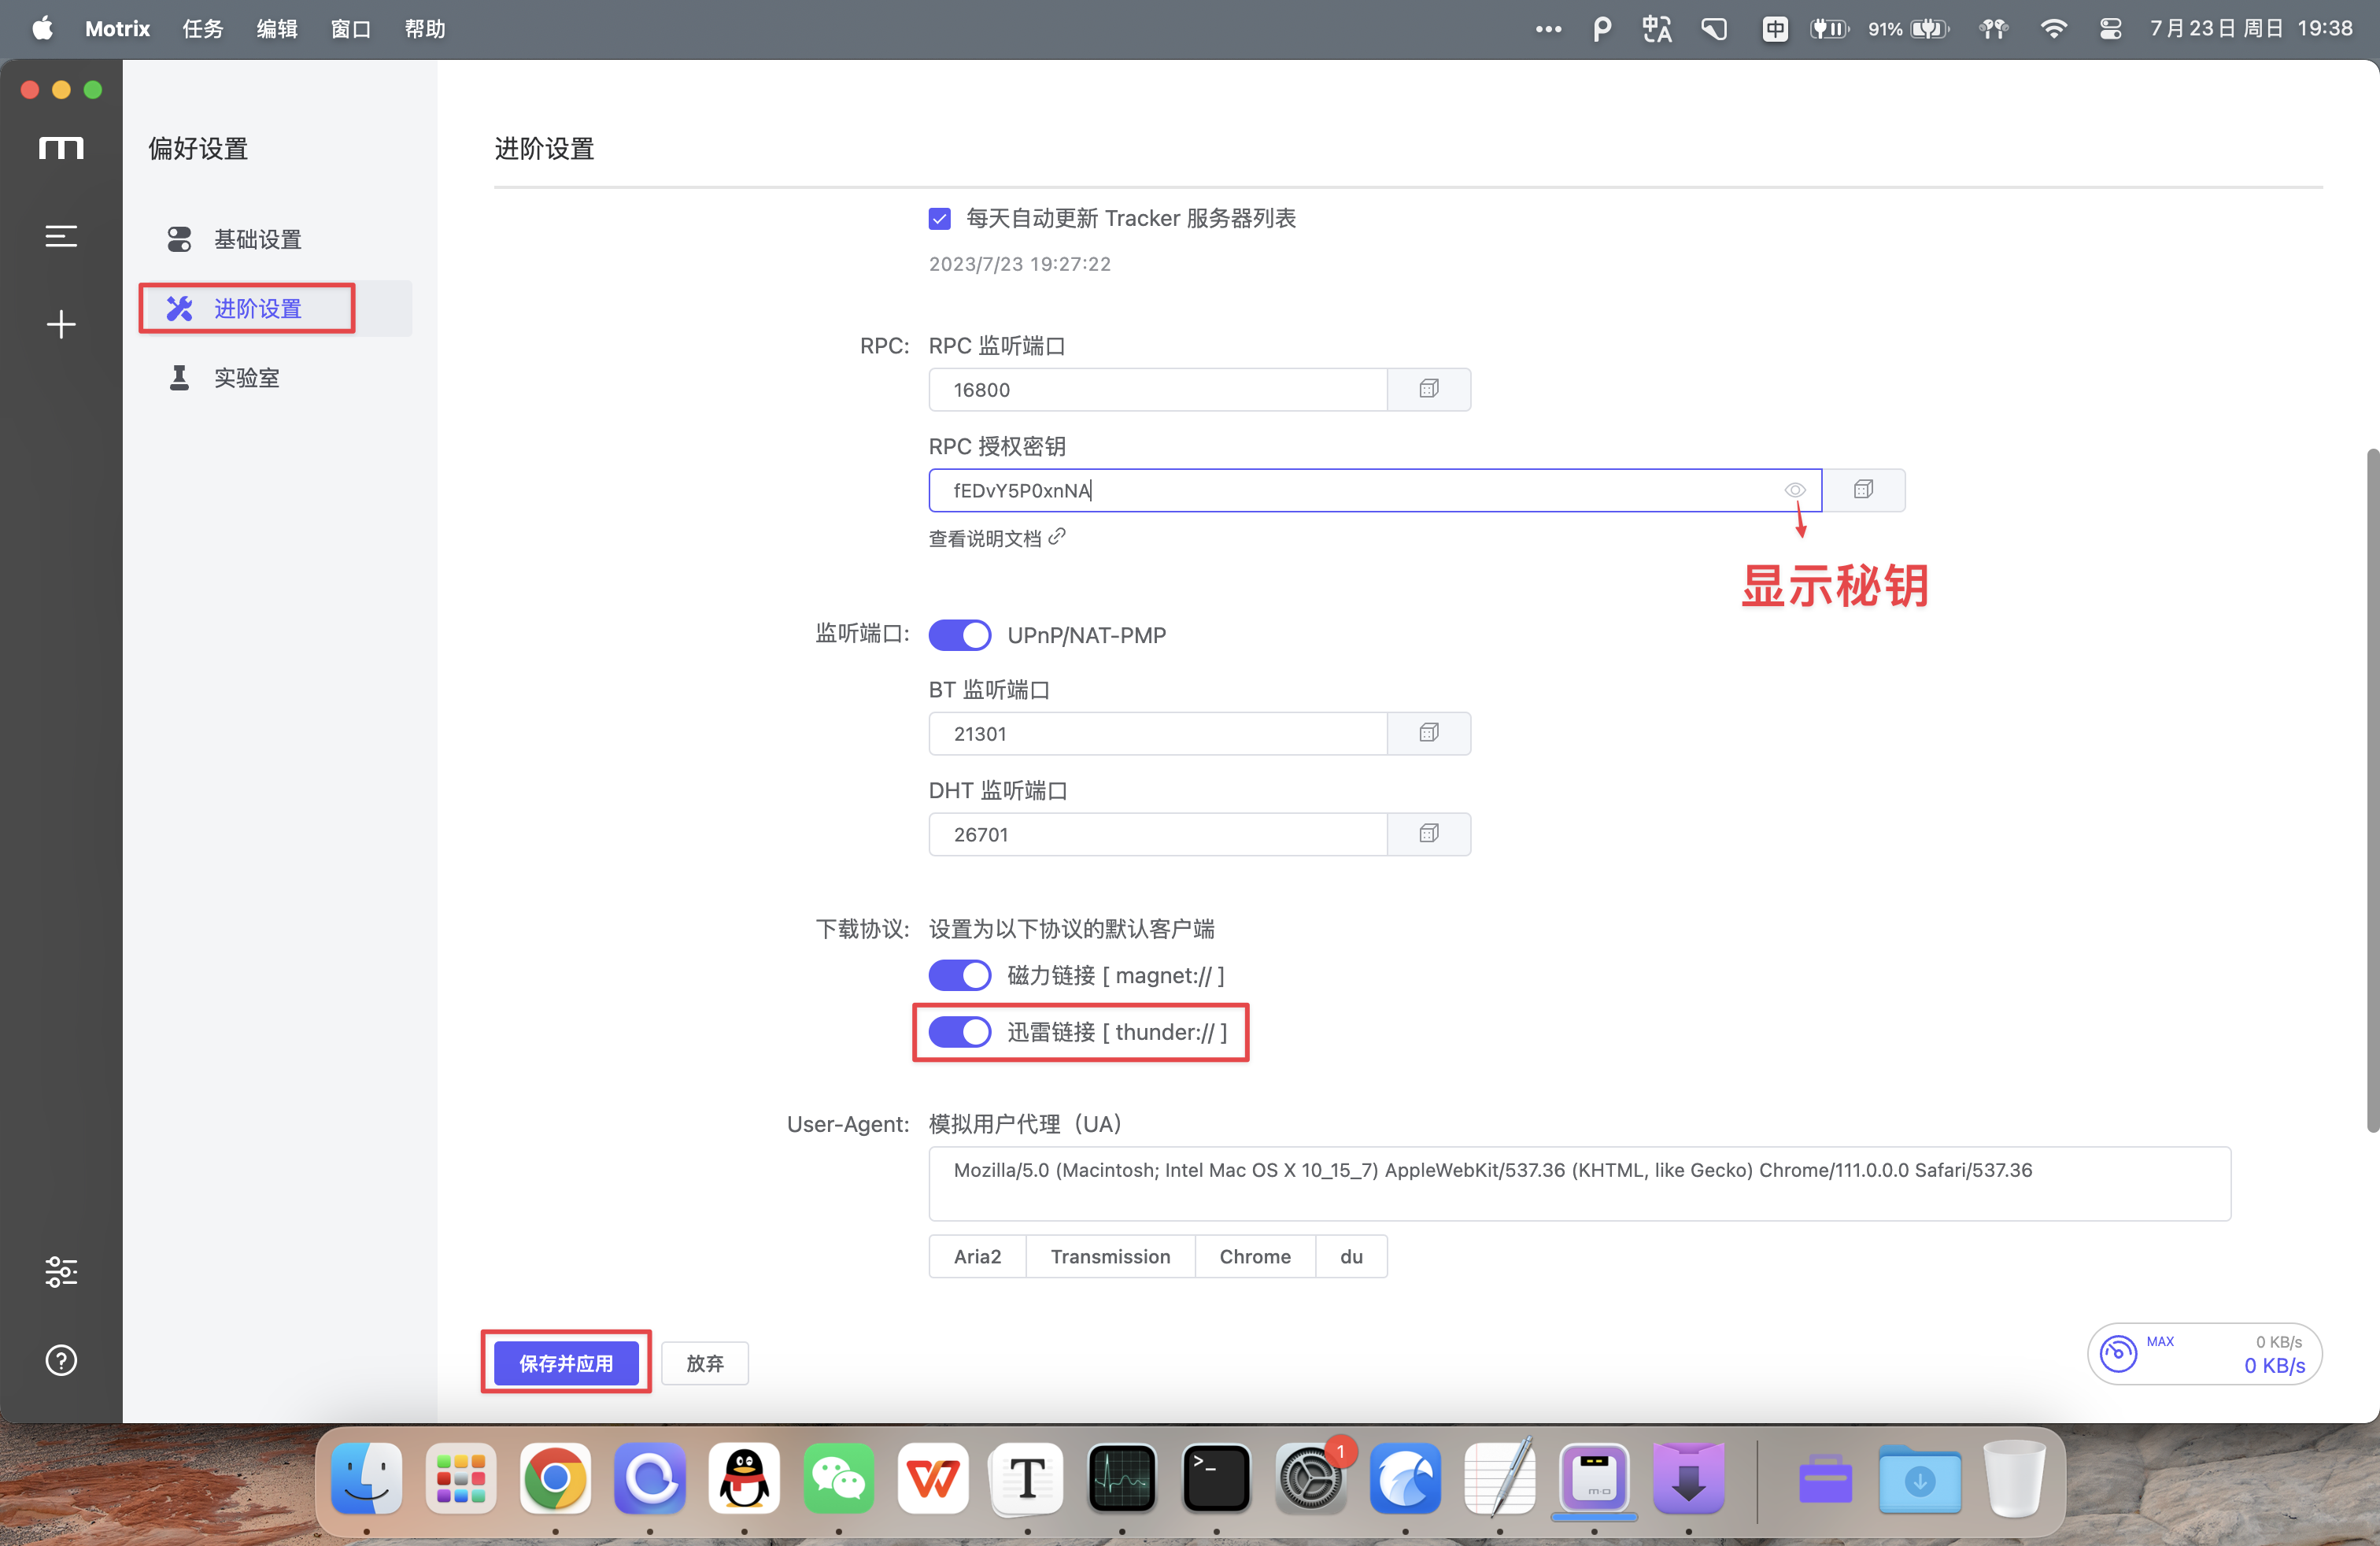 Motrix 任务 编辑 窗口 帮助 91% 7月23日 周日 19:38
偏好设置
基础设置
进阶设置
实验室
进阶设置
每天自动更新 Tracker 服务器列表
2023/7/23 19:27:22
RPC: RPC 监听端口
16800
RPC 授权密钥
fEDvY5P0xnNA
查看说明文档
显示秘钥
监听端口: UPnP/NAT-PMP
BT 监听端口
21301
DHT 监听端口
26701
下载协议: 设置为以下协议的默认客户端
磁力链接 [ magnet:// ]
迅雷链接 [ thunder:// ]
User-Agent: 模拟用户代理（UA）
Mozilla/5.0 (Macintosh; Intel Mac OS X 10_15_7) AppleWebKit/537.36 (KHTML, like Gecko) Chrome/111.0.0.0 Safari/537.36
Aria2 Transmission Chrome du
保存并应用 放弃
MAX 0 KB/s
0 KB/s
1